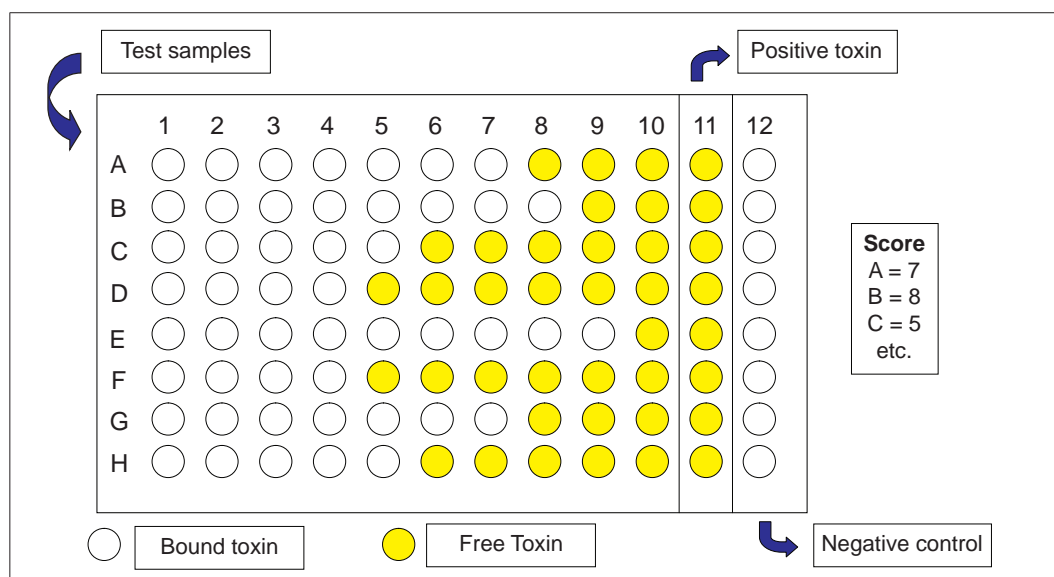 Test samples
Positive toxin
1 2 3 4 5 6 7 8 9 10 11 12
A
B
C
D
E
F
G
H
Score
A = 7
B = 8
C = 5
etc.
Bound toxin
Free Toxin
Negative control